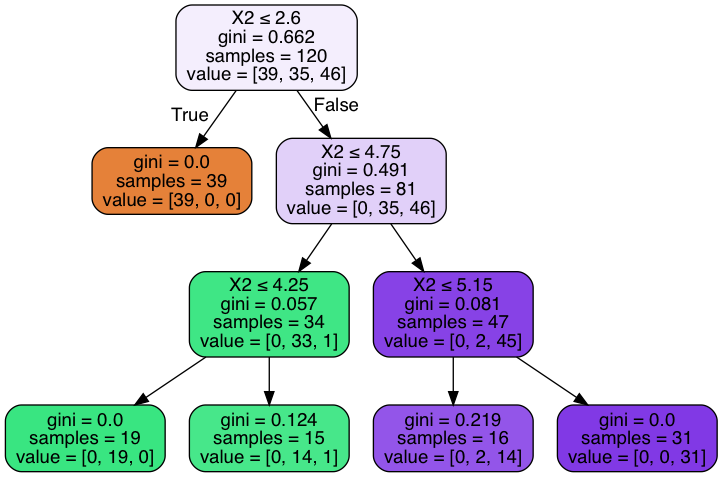 X2 ≤ 2.6
gini = 0.662
samples = 120
value = [39, 35, 46]
True
False
gini = 0.0
samples = 39
value = [39, 0, 0]
X2 ≤ 4.75
gini = 0.491
samples = 81
value = [0, 35, 46]
X2 ≤ 4.25
gini = 0.057
samples = 34
value = [0, 33, 1]
X2 ≤ 5.15
gini = 0.081
samples = 47
value = [0, 2, 45]
gini = 0.0
samples = 19
value = [0, 19, 0]
gini = 0.124
samples = 15
value = [0, 14, 1]
gini = 0.219
samples = 16
value = [0, 2, 14]
gini = 0.0
samples = 31
value = [0, 0, 31]